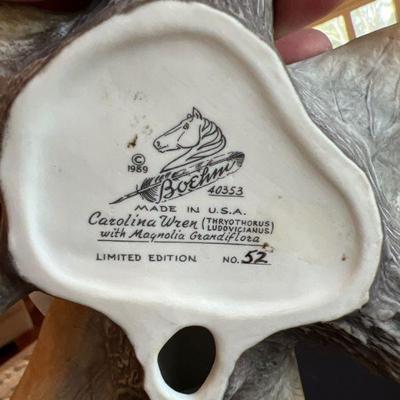 © 1989
Boehm
40353
MADE IN U.S.A.
Carolina Wren (THRYOTHORUS LUDOVICIANUS)
with Magnolia Grandiflora
LIMITED EDITION NO. 52